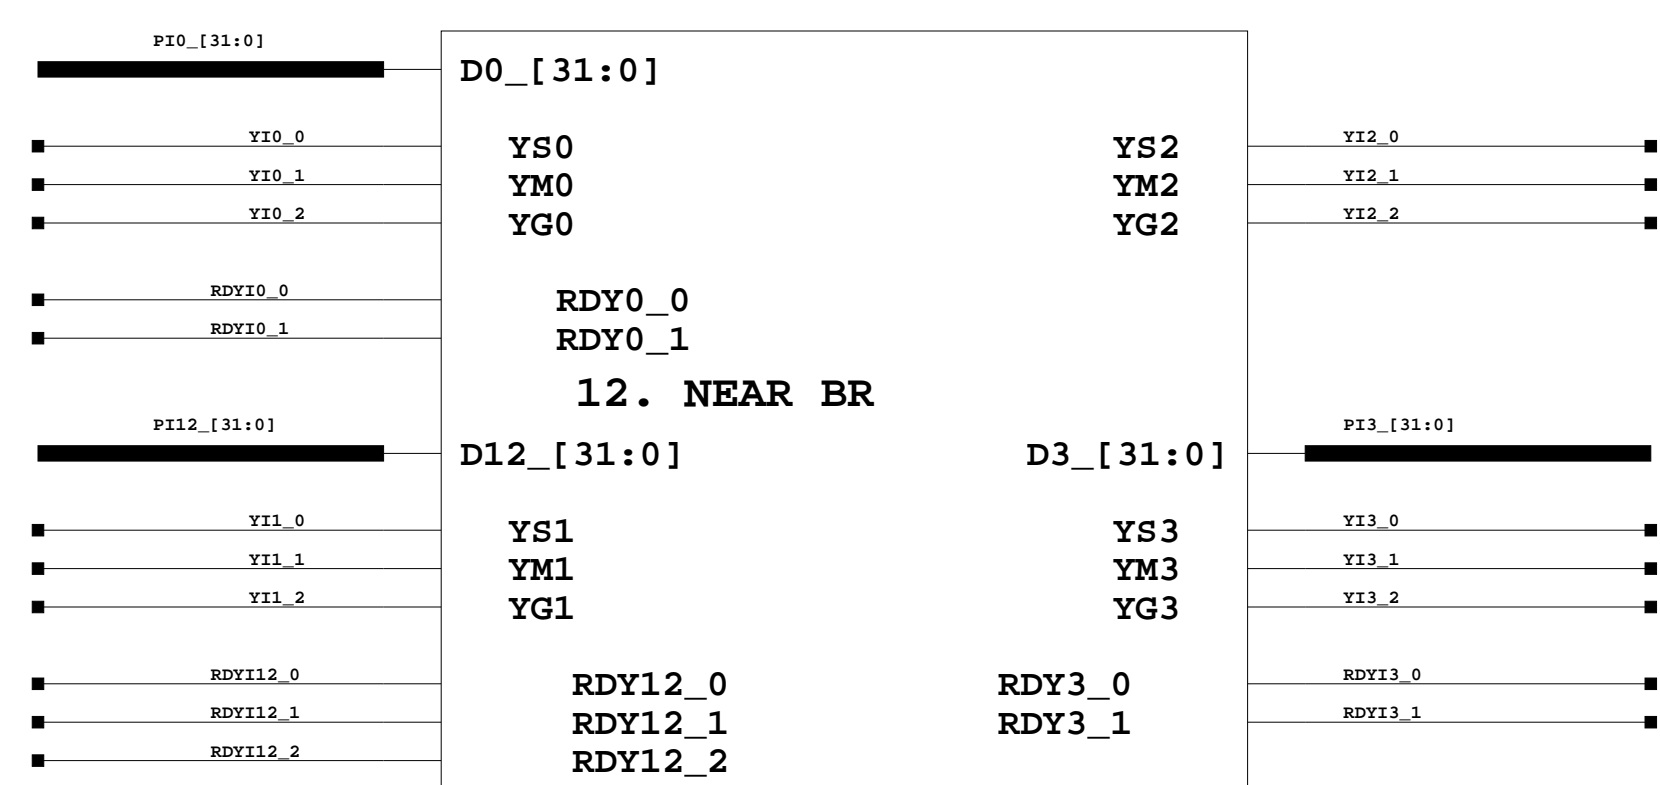 PI0_[31:0]
D0_[31:0]
YI0_0 YS0 YS2 YI2_0
YI0_1 YM0 YM2 YI2_1
YI0_2 YG0 YG2 YI2_2
RDYI0_0 RDY0_0
RDYI0_1 RDY0_1
12. NEAR BR
PI12_[31:0] PI3_[31:0]
D12_[31:0] D3_[31:0]
YI1_0 YS1 YS3 YI3_0
YI1_1 YM1 YM3 YI3_1
YI1_2 YG1 YG3 YI3_2
RDYI12_0 RDY12_0 RDY3_0 RDYI3_0
RDYI12_1 RDY12_1 RDY3_1 RDYI3_1
RDYI12_2 RDY12_2